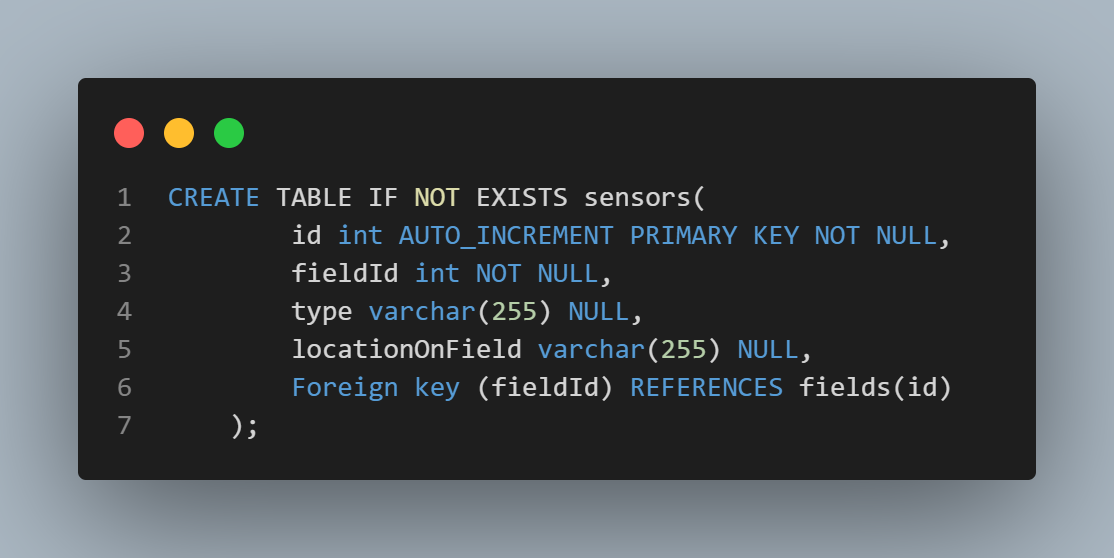 1 CREATE TABLE IF NOT EXISTS sensors(
2 id int AUTO_INCREMENT PRIMARY KEY NOT NULL,
3 fieldId int NOT NULL,
4 type varchar(255) NULL,
5 locationOnField varchar(255) NULL,
6 Foreign key (fieldId) REFERENCES fields(id)
7 );